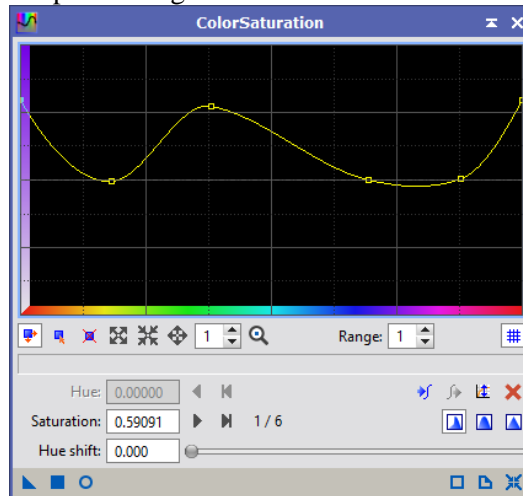 ColorSaturation
1 Range: 1
Hue: 0.00000
Saturation: 0.59091 1 / 6
Hue shift: 0.000